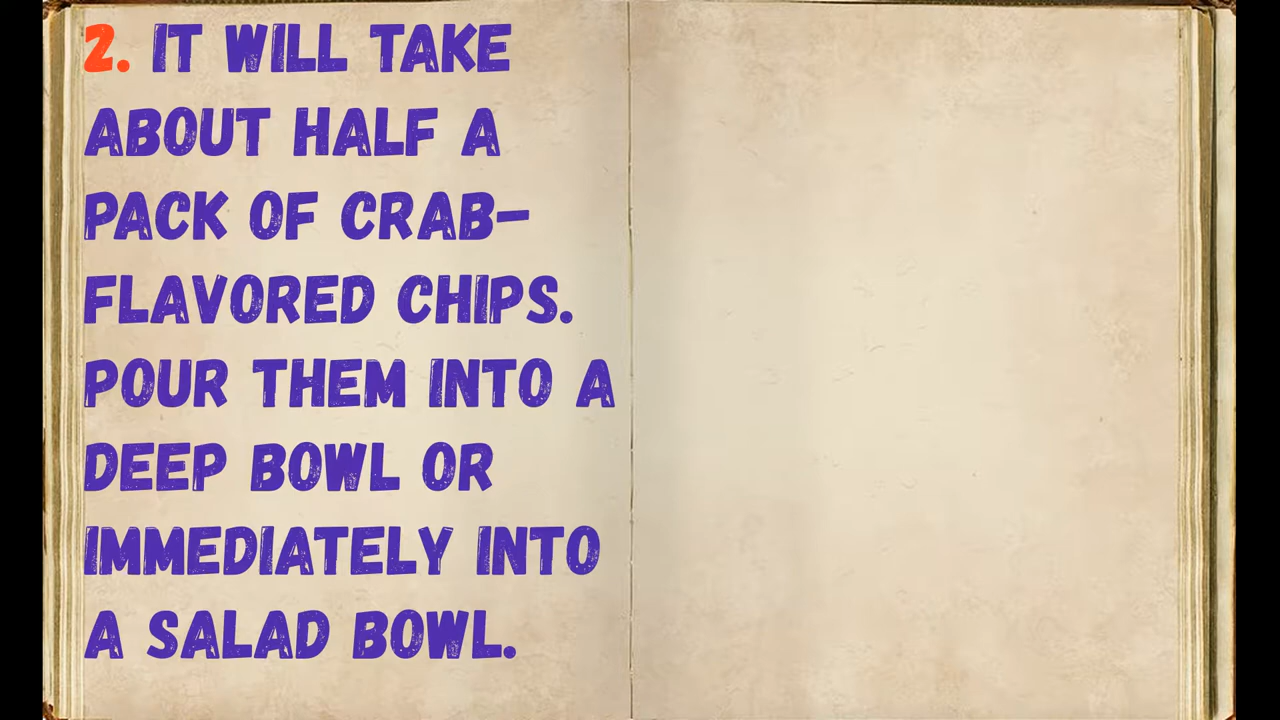 2. IT WILL TAKE
ABOUT HALF A
PACK OF CRAB-
FLAVORED CHIPS.
POUR THEM INTO A
DEEP BOWL OR
IMMEDIATELY INTO
A SALAD BOWL.